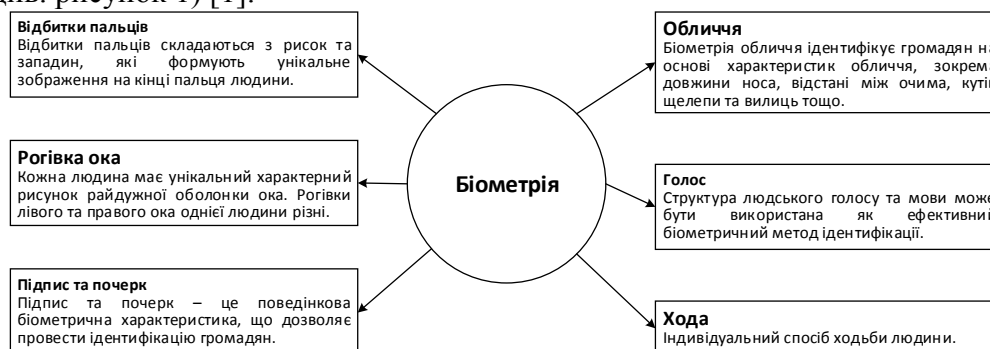 див. рисунок 1) [1].
Відбитки пальців
Відбитки пальців складаються з рисок та
западин, які формують унікальне
зображення на кінці пальця людини.
Рогівка ока
Кожна людина має унікальний характерний
рисунок райдужної оболонки ока. Рогівки
лівого та правого ока однієї людини різні.
Підпис та почерк
Підпис та почерк – це поведінкова
біометрична характеристика, що дозволяє
провести ідентифікацію громадян.
Біометрія
Обличчя
Біометрія обличчя ідентифікує громадян на
основі характеристик обличчя, зокрема
довжини носа, відстані між очима, кутів
щелепи та вилиць тощо.
Голос
Структура людського голосу та мови може
бути використана як ефективний
біометричний метод ідентифікації.
Хода
Індивідуальний спосіб ходьби людини.